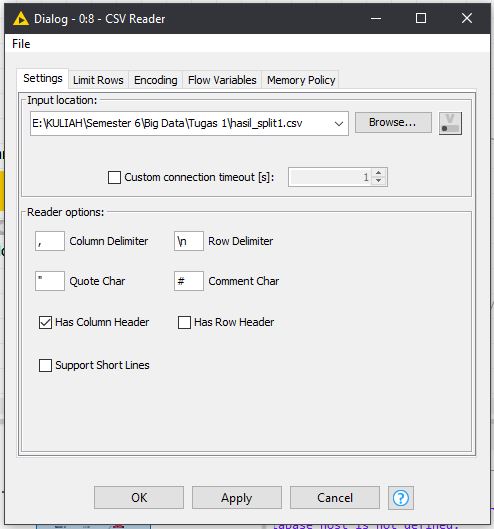 Dialog - 0:8 - CSV Reader
File
Settings Limit Rows Encoding Flow Variables Memory Policy
Input location:
E:\KULIAH\Semester 6\Big Data\Tugas 1\hasil_split1.csv Browse... V
Custom connection timeout [s]: 1
Reader options:
, Column Delimiter \n Row Delimiter
" Quote Char # Comment Char
Has Column Header Has Row Header
Support Short Lines
OK Apply Cancel ?
tabase host is not defined.